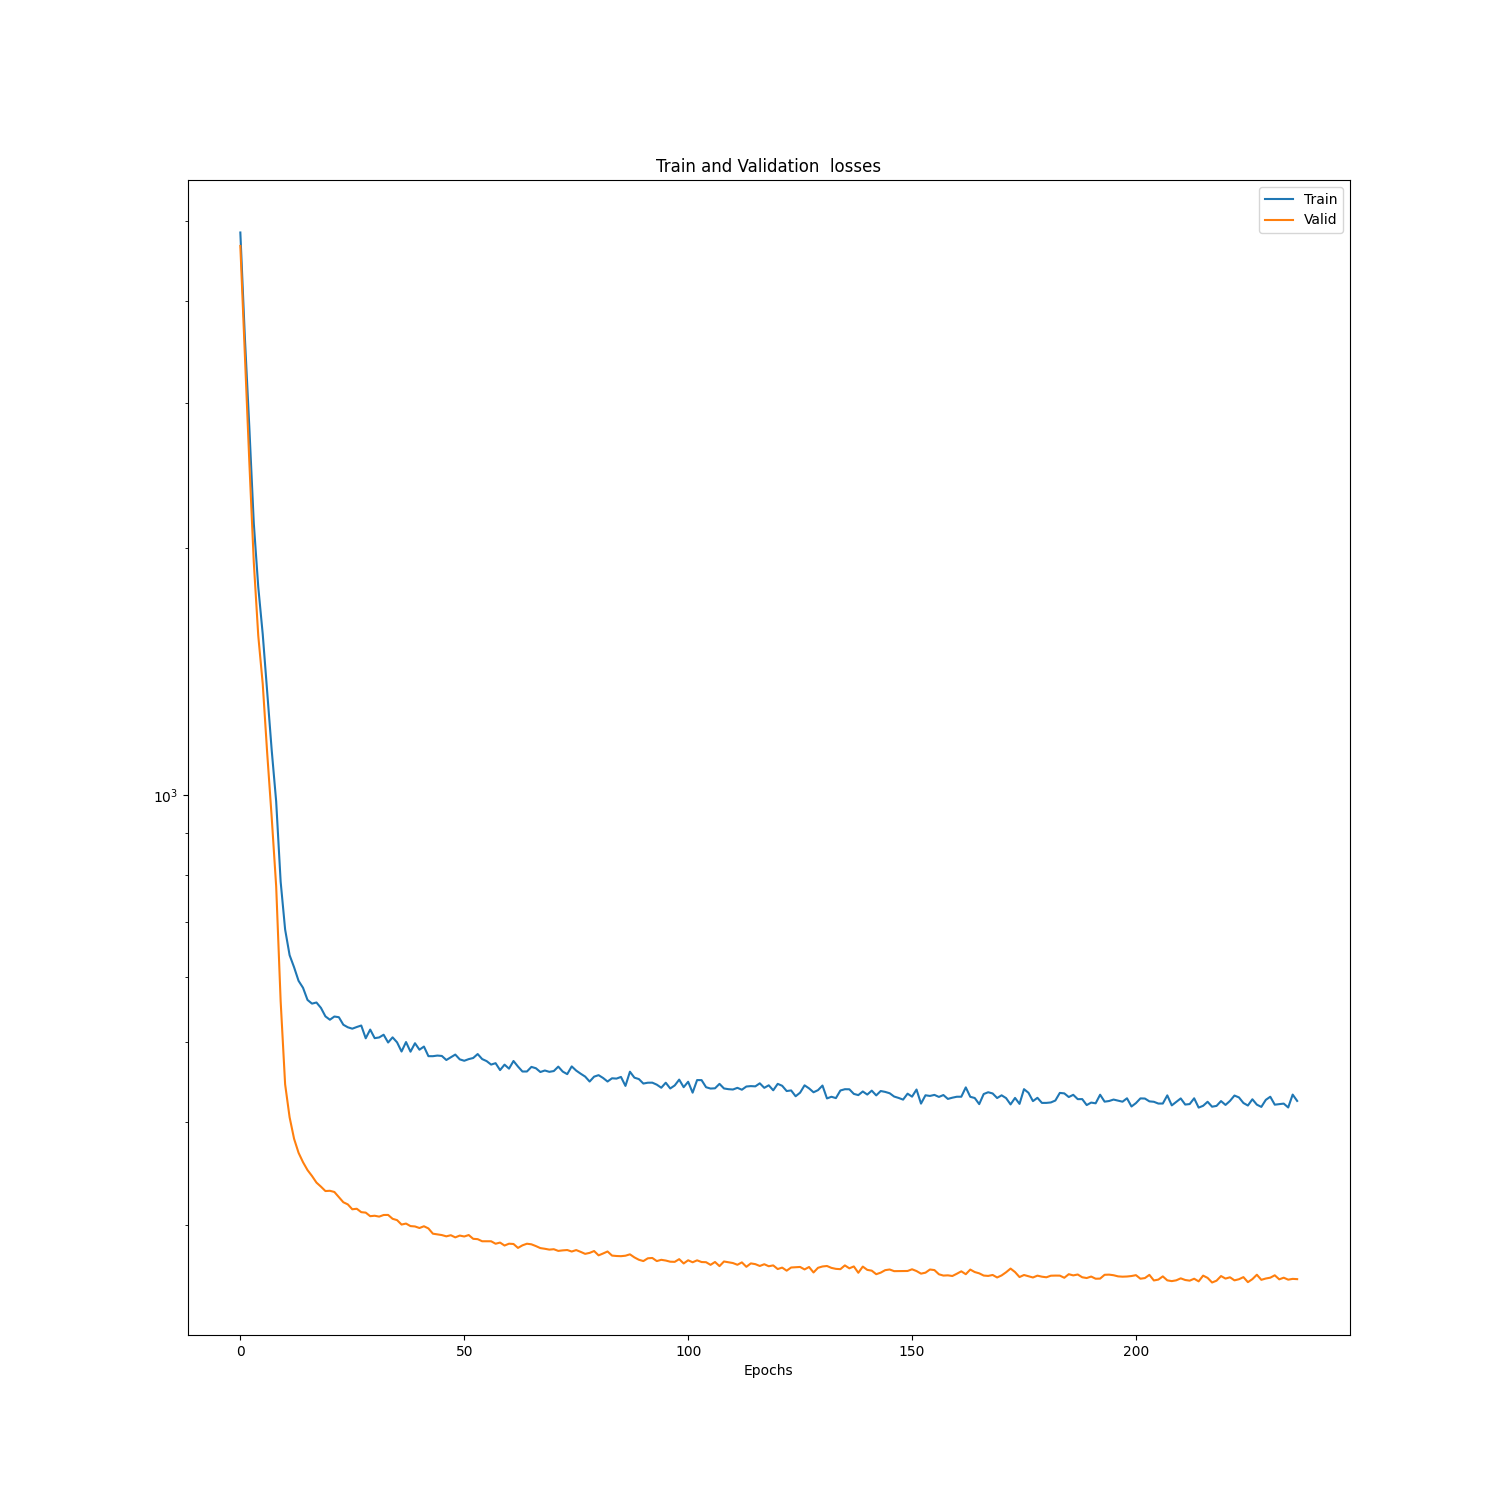 Train and Validation  losses
Train
Valid
10³
0 50 100 150 200
Epochs